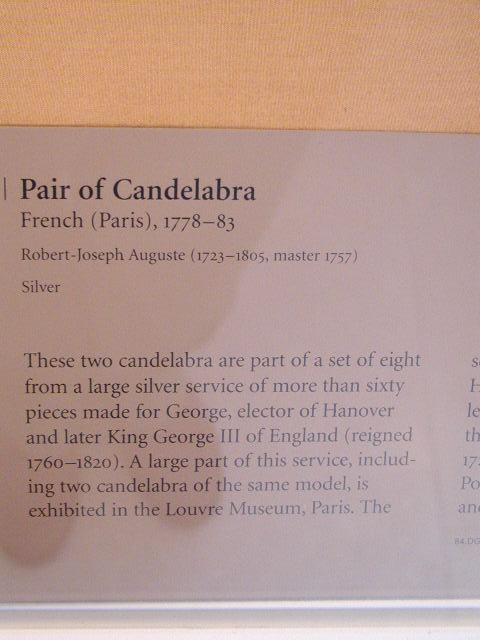 Pair of Candelabra
French (Paris), 1778–83
Robert-Joseph Auguste (1723–1805, master 1757)
Silver
These two candelabra are part of a set of eight
from a large silver service of more than sixty
pieces made for George, elector of Hanover
and later King George III of England (reigned
1760–1820). A large part of this service, includ-
ing two candelabra of the same model, is
exhibited in the Louvre Museum, Paris. The
84.DG